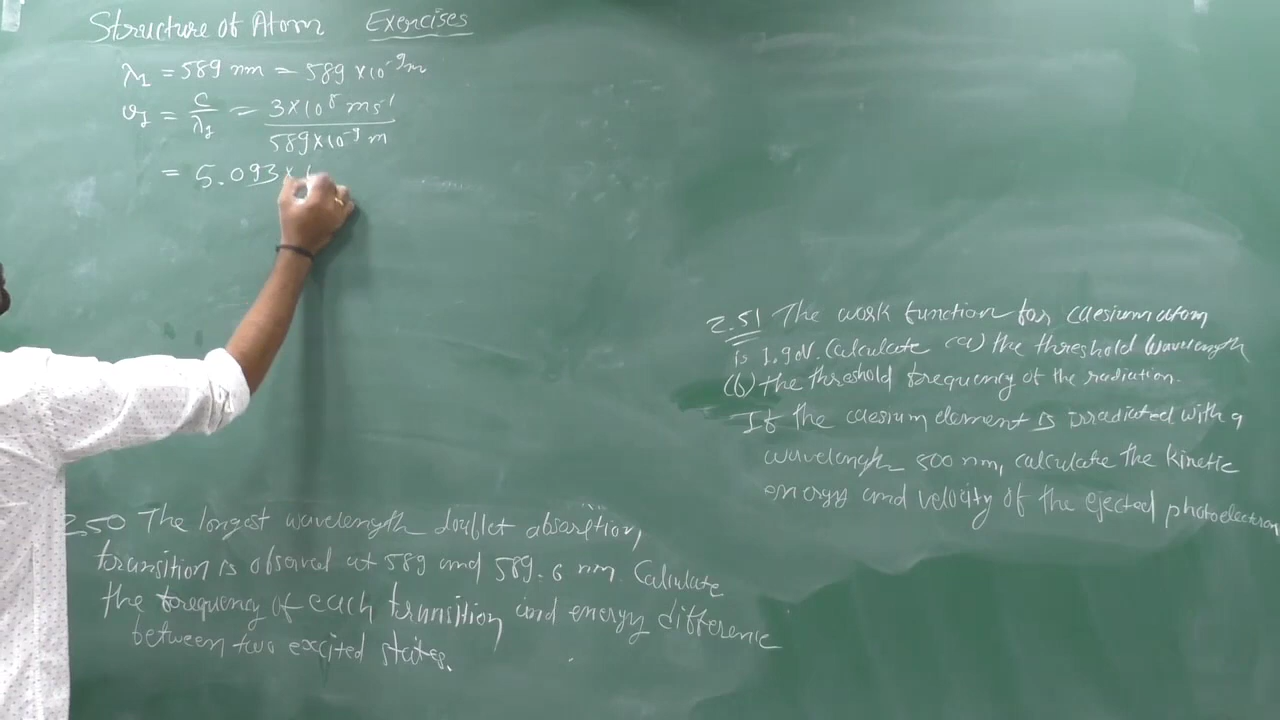 Structure of Atom Exercises
λ1 = 589 nm = 589 × 10⁻⁹ m
υ1 = c/λ1 = 3×10⁸ ms⁻¹ / 589×10⁻⁹ m
= 5.093 ×
2.51 The work function for caesium atom
is 1.9 eV. Calculate (a) the threshold wavelength
(b) the threshold frequency of the radiation.
If the caesium element is irradiated with a
wavelength 500 nm, calculate the kinetic
energy and velocity of the ejected photoelectron
2.50 The longest wavelength doublet absorption
transition is observed at 589 and 589.6 nm. Calculate
the frequency of each transition and energy difference
between two excited states.